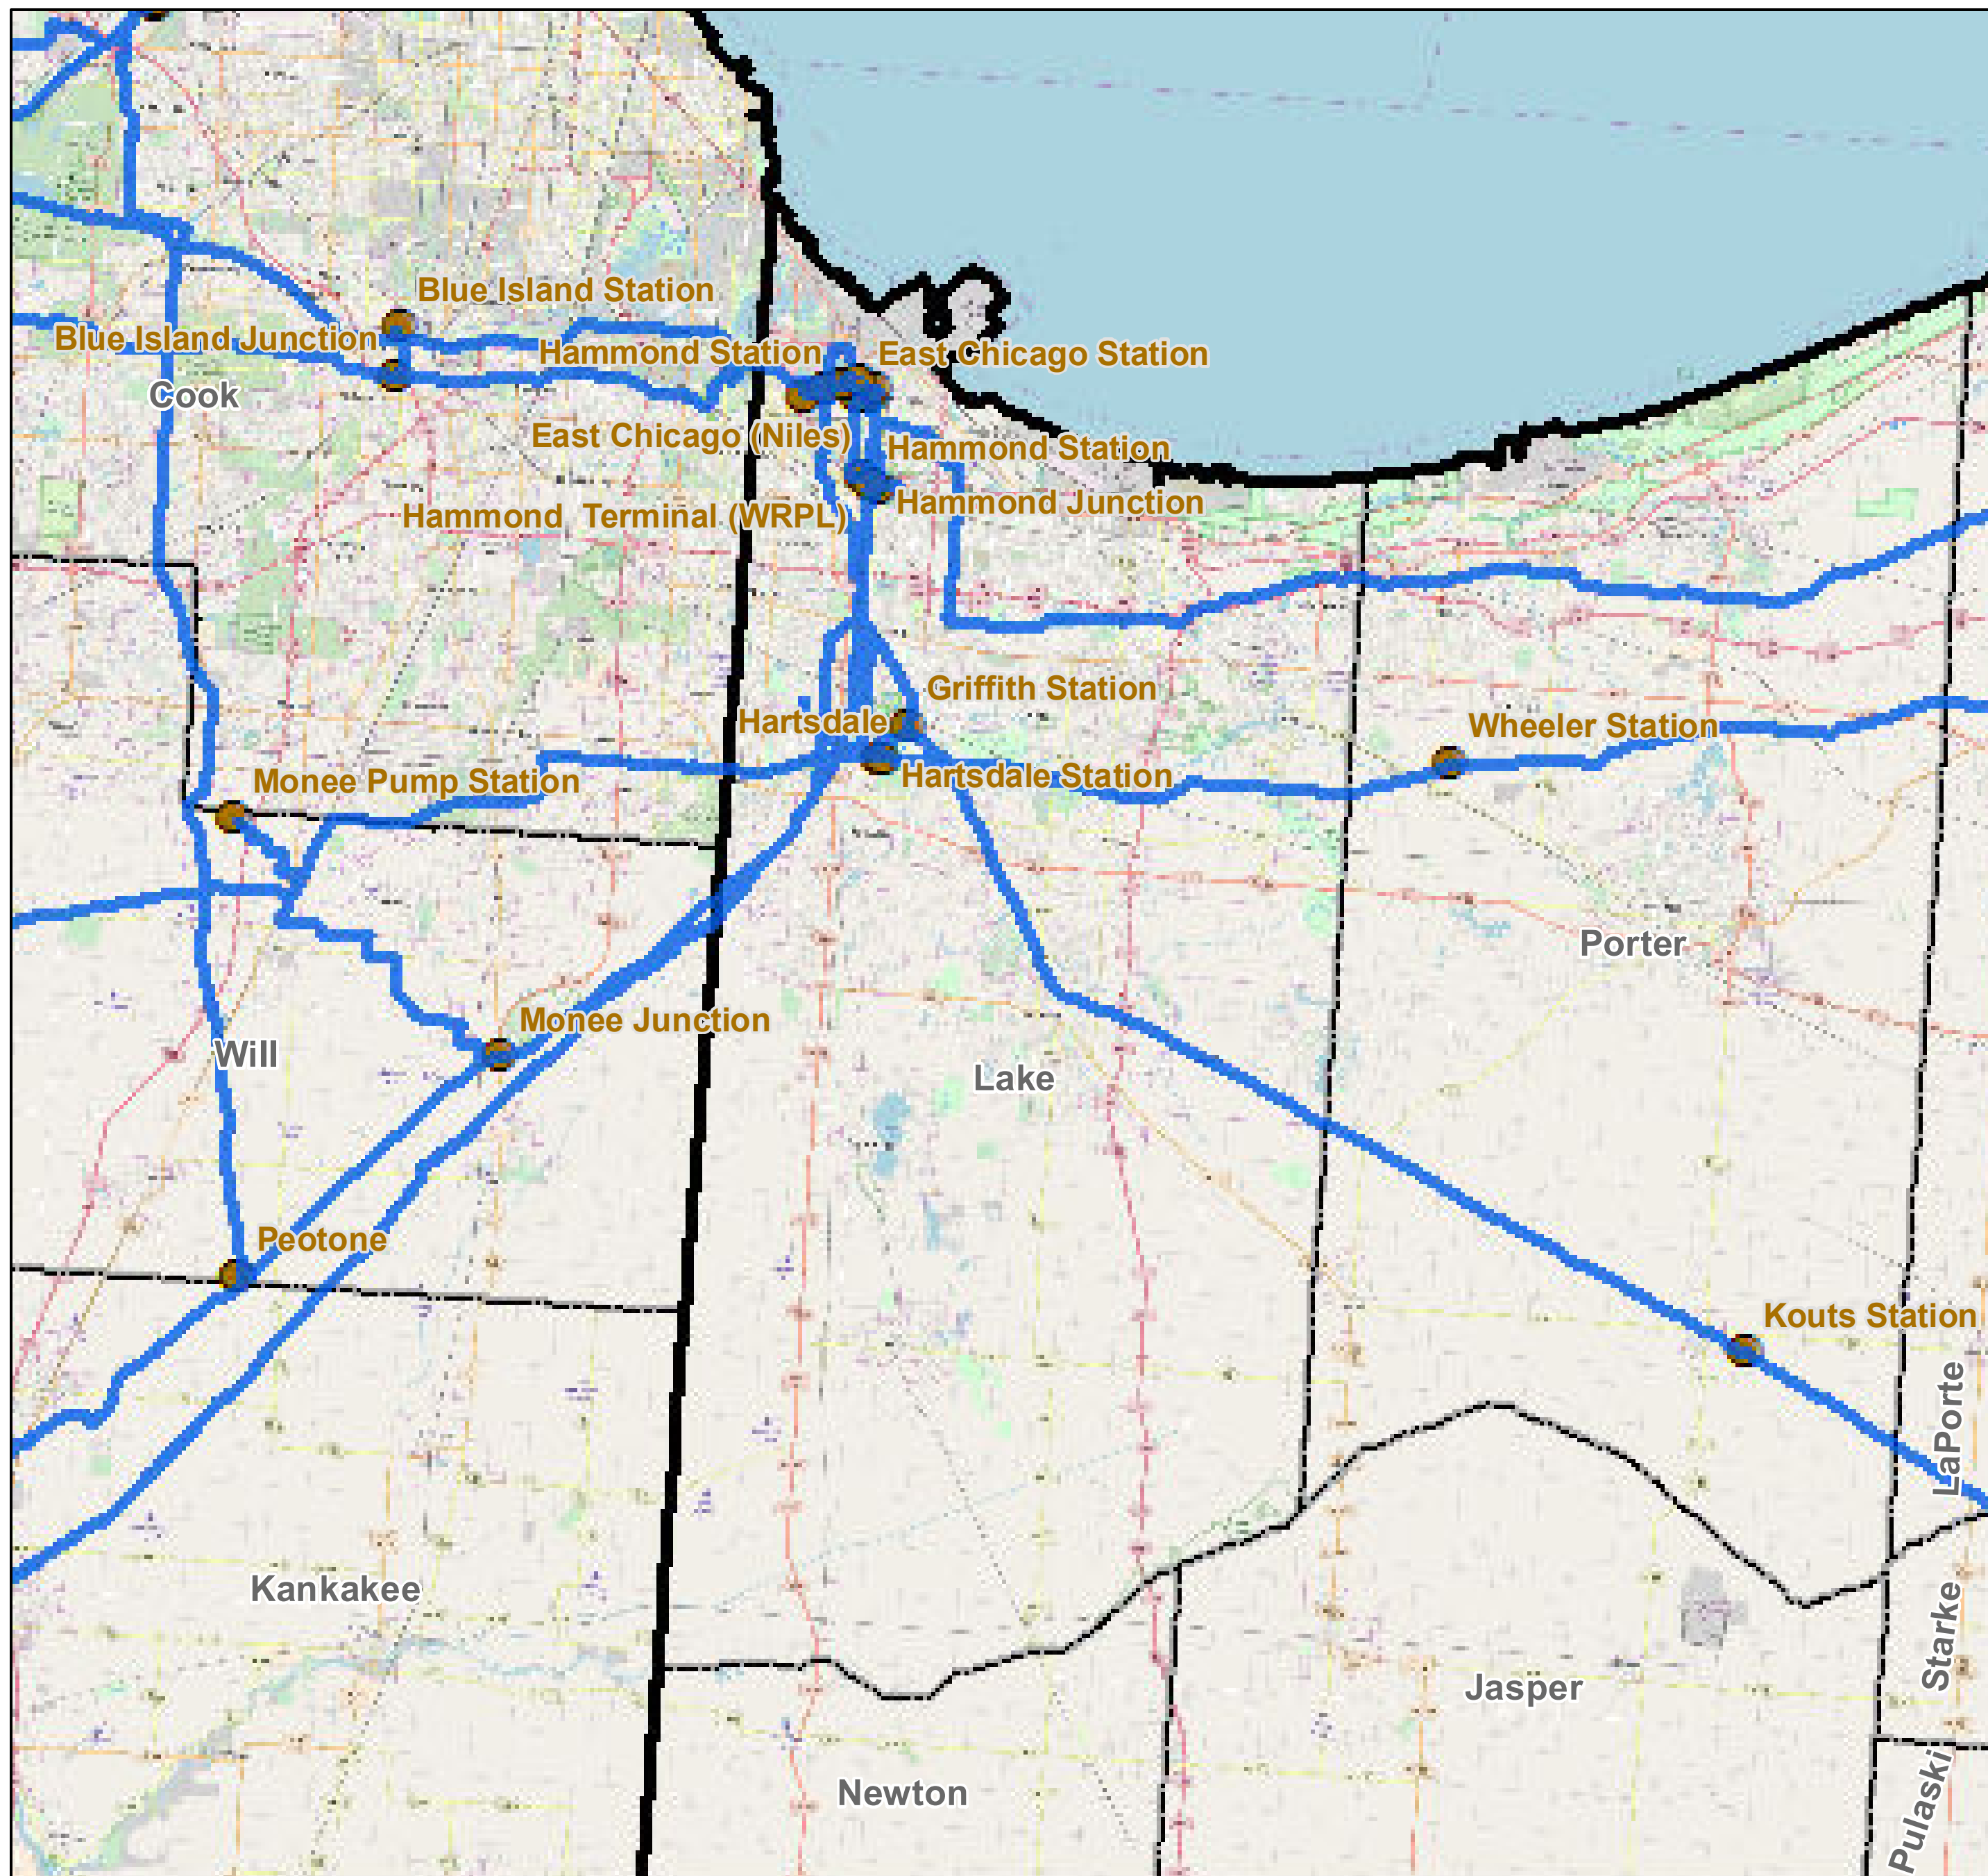 Blue Island Station
Blue Island Junction
Hammond Station
East Chicago Station
Cook
East Chicago (Niles)
Hammond Station
Hammond Junction
Hammond Terminal (WRPL)
Griffith Station
Hartsdale
Wheeler Station
Hartsdale Station
Monee Pump Station
Porter
Monee Junction
Will
Lake
Peotone
Kouts Station
LaPorte
Kankakee
Starke
Jasper
Newton
Pulaski